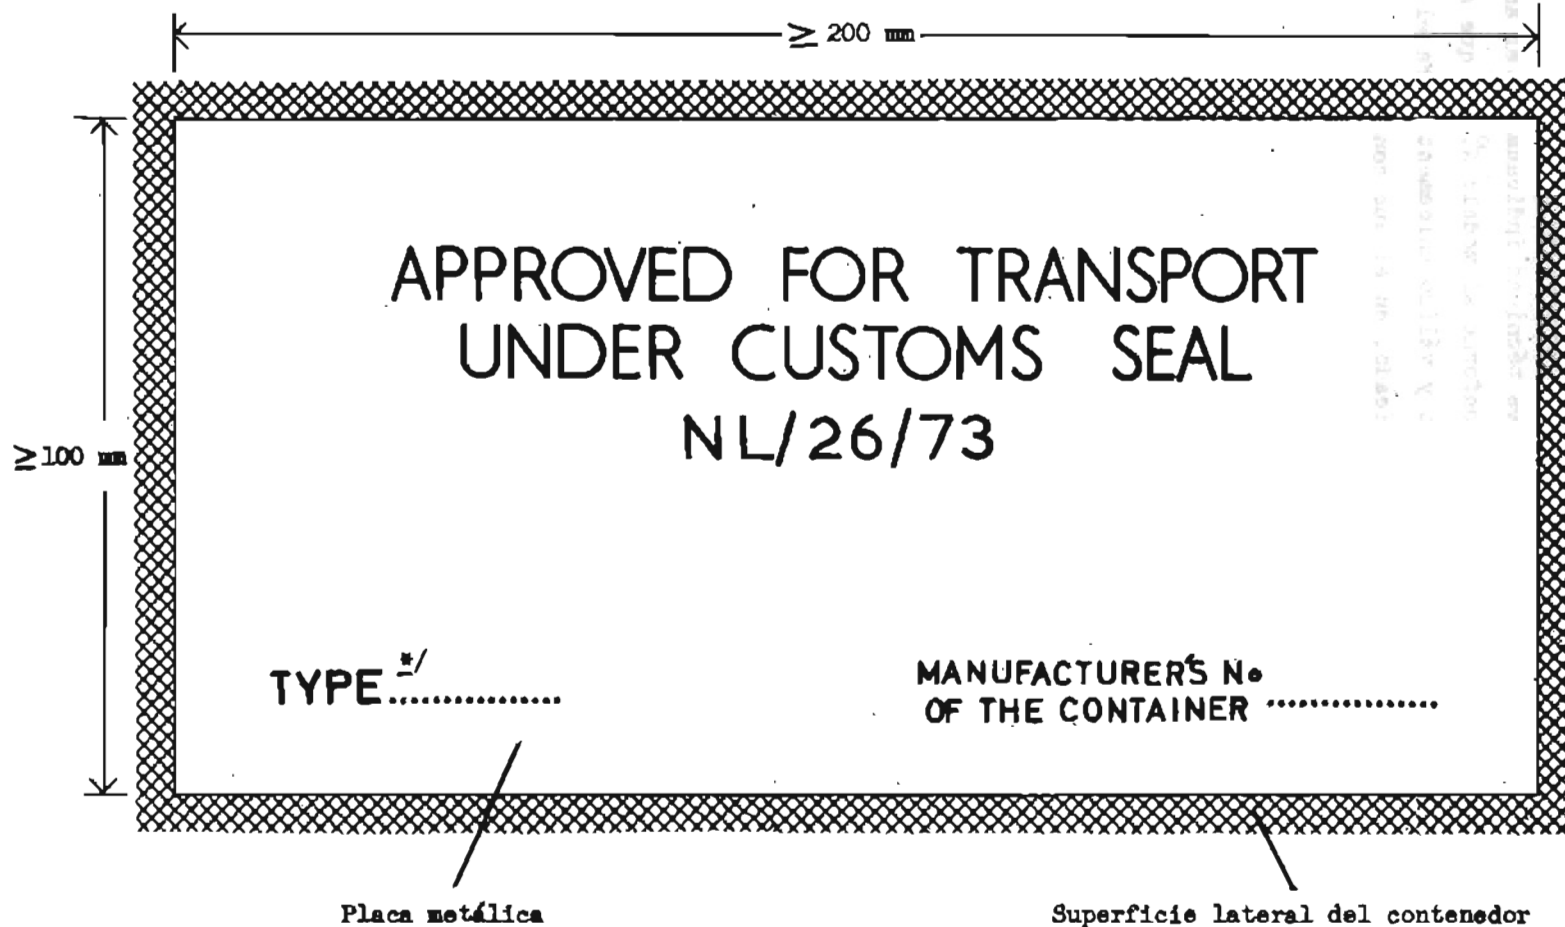 ≥ 200 mm
APPROVED FOR TRANSPORT
UNDER CUSTOMS SEAL
NL/26/73
≥100 mm
TYPE */..............
MANUFACTURER'S No
OF THE CONTAINER ...............
Placa metálica
Superficie lateral del contenedor